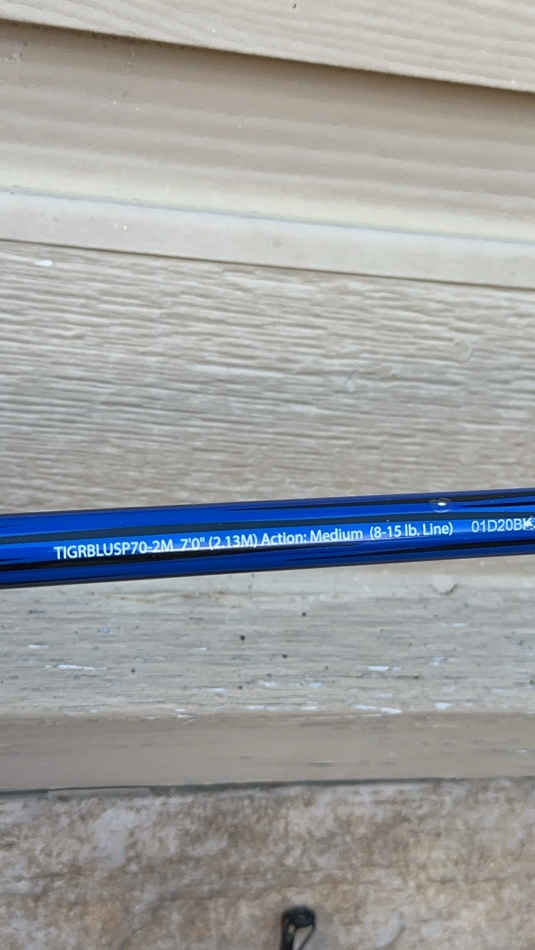 TIGRBLUSP70-2M 7'0" (2.13M) Action: Medium (8-15 lb. Line)